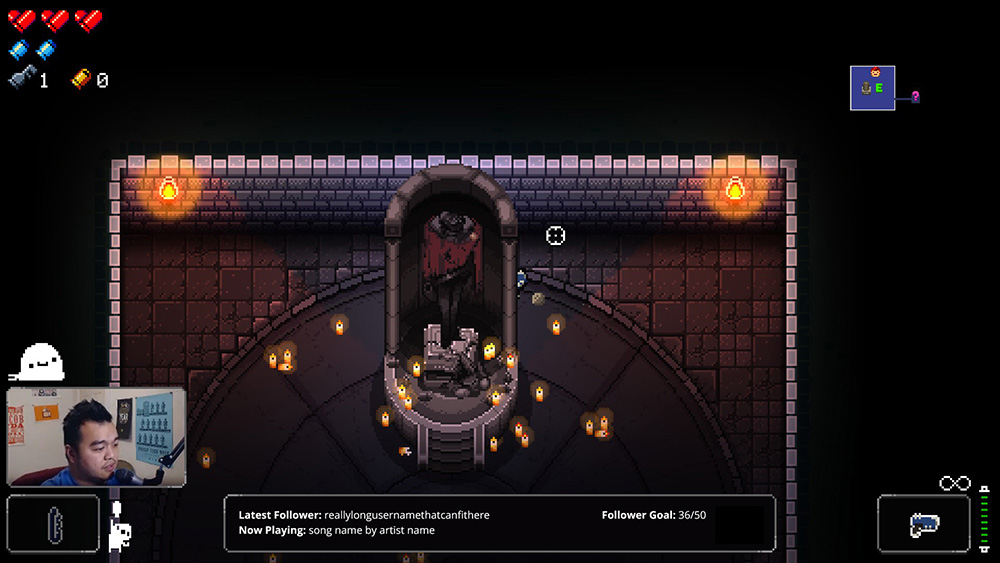 1
0
E
?
Latest Follower: reallylongusernamethatcanfithere
Follower Goal: 36/50
Now Playing: song name by artist name